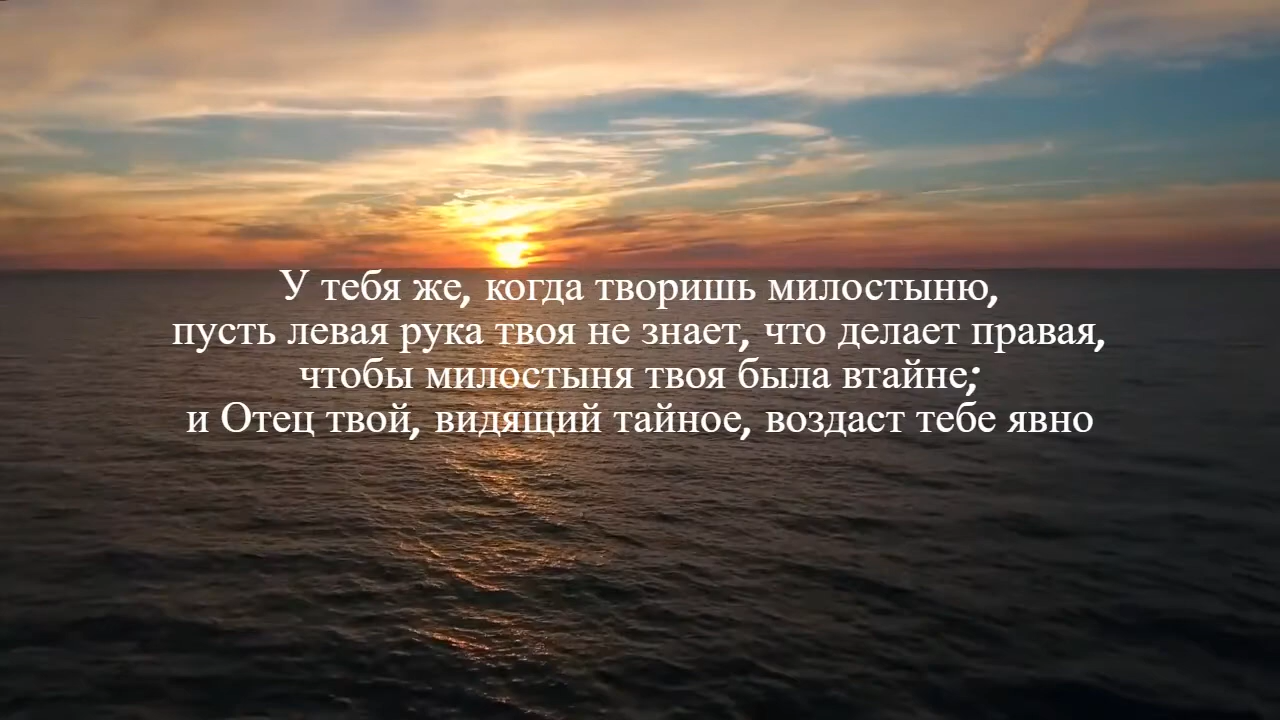 У тебя же, когда творишь милостыню,
пусть левая рука твоя не знает, что делает правая,
чтобы милостыня твоя была втайне;
и Отец твой, видящий тайное, воздаст тебе явно